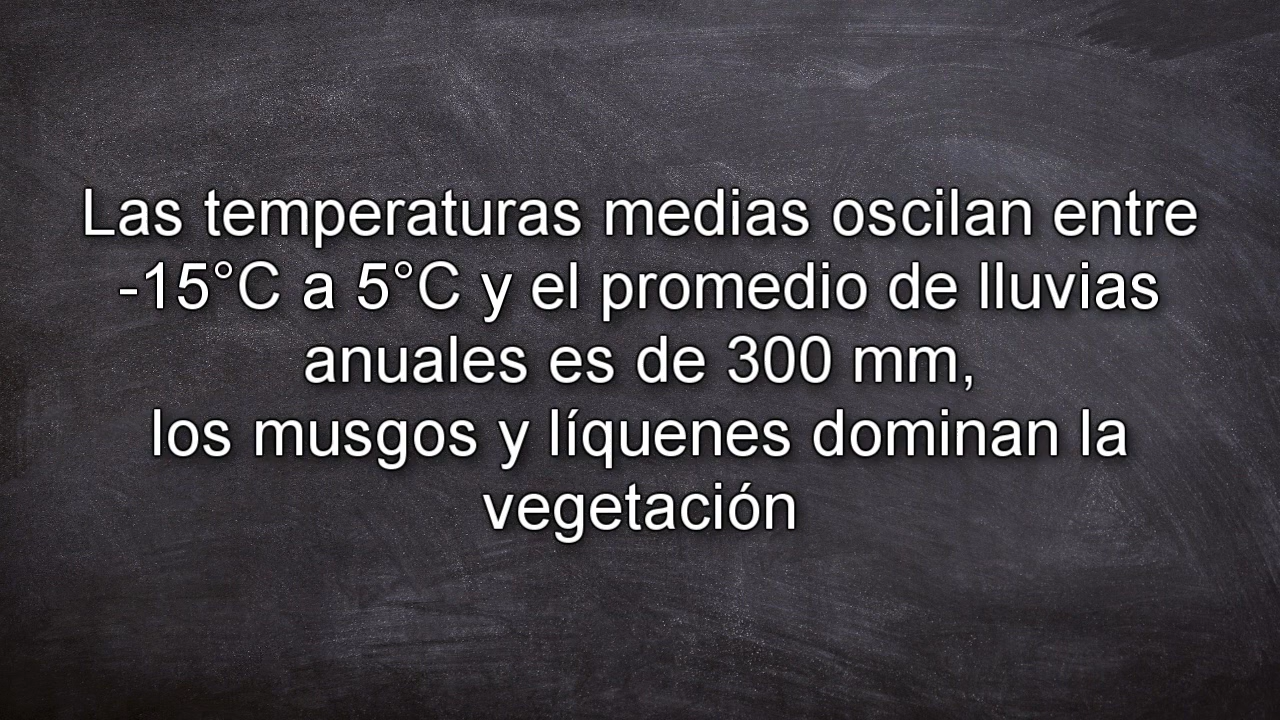 Las temperaturas medias oscilan entre
-15°C a 5°C y el promedio de lluvias
anuales es de 300 mm,
los musgos y líquenes dominan la
vegetación